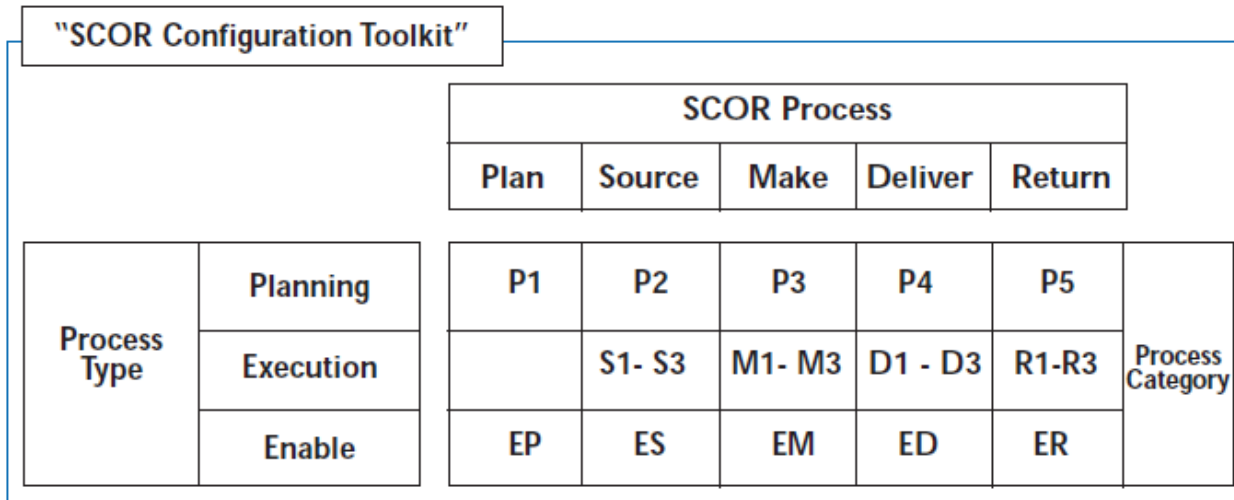 "SCOR Configuration Toolkit"
SCOR Process
Plan Source Make Deliver Return
Process Type
Planning P1 P2 P3 P4 P5
Execution S1- S3 M1- M3 D1 - D3 R1-R3
Enable EP ES EM ED ER
Process
Category